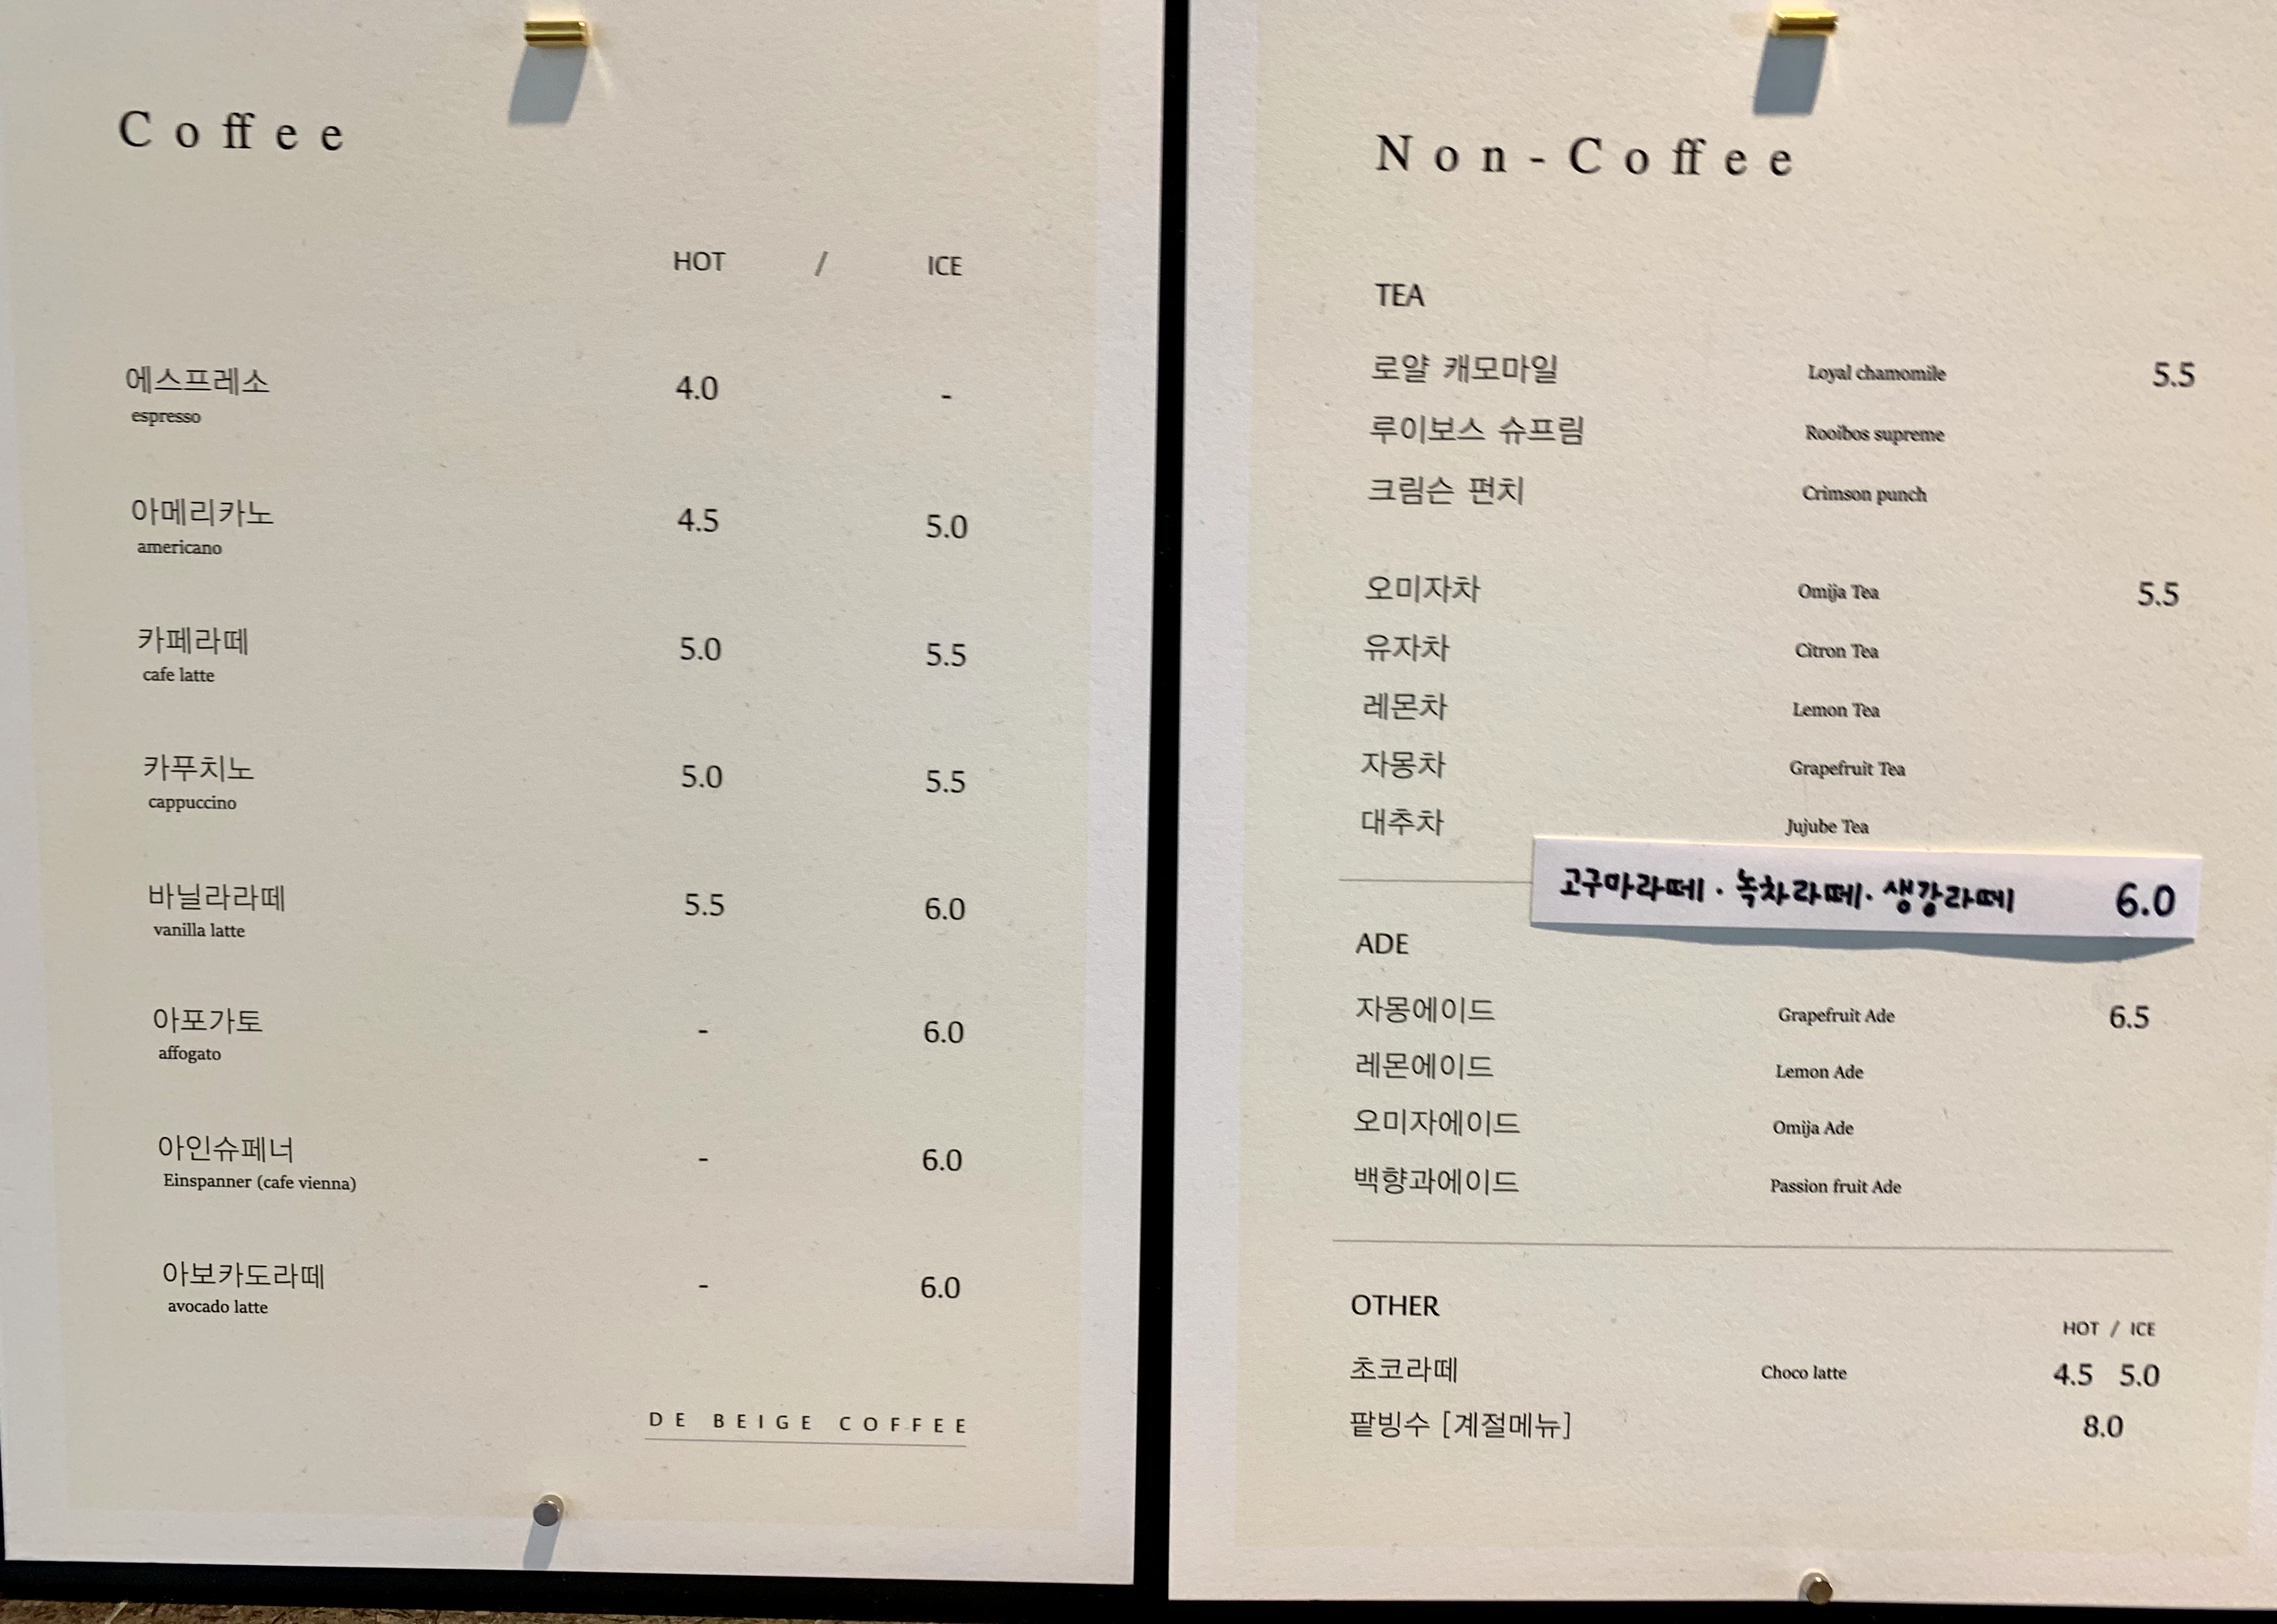 Coffee
HOT / ICE
에스프레소 4.0 -
espresso
아메리카노 4.5 5.0
americano
카페라떼 5.0 5.5
cafe latte
카푸치노 5.0 5.5
cappuccino
바닐라라떼 5.5 6.0
vanilla latte
아포가토 - 6.0
affogato
아인슈페너 - 6.0
Einspanner (cafe vienna)
아보카도라떼 - 6.0
avocado latte
DE BEIGE COFFEE
Non-Coffee
TEA
로얄 캐모마일 Loyal chamomile 5.5
루이보스 슈프림 Rooibos supreme
크림슨 펀치 Crimson punch
오미자차 Omija Tea 5.5
유자차 Citron Tea
레몬차 Lemon Tea
자몽차 Grapefruit Tea
대추차 Jujube Tea
고구마라떼 · 녹차라떼 · 생강라떼 6.0
ADE
자몽에이드 Grapefruit Ade 6.5
레몬에이드 Lemon Ade
오미자에이드 Omija Ade
백향과에이드 Passion fruit Ade
OTHER
HOT / ICE
초코라떼 Choco latte 4.5 5.0
팥빙수 [계절메뉴] 8.0